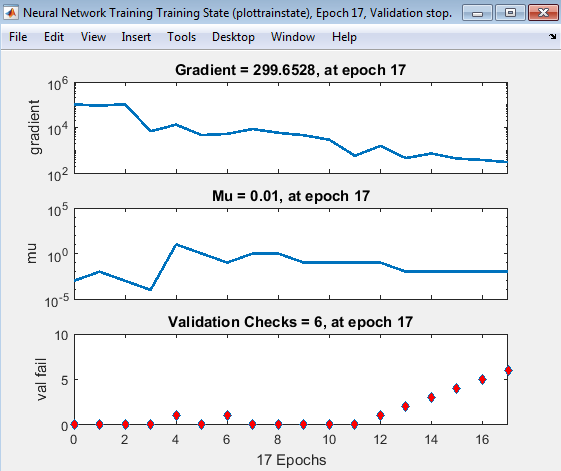 Neural Network Training Training State (plottrainstate), Epoch 17, Validation stop.
File Edit View Insert Tools Desktop Window Help
Gradient = 299.6528, at epoch 17
10^6
10^4
10^2
gradient
Mu = 0.01, at epoch 17
10^5
10^0
10^-5
mu
Validation Checks = 6, at epoch 17
10
5
0
val fail
0 2 4 6 8 10 12 14 16
17 Epochs